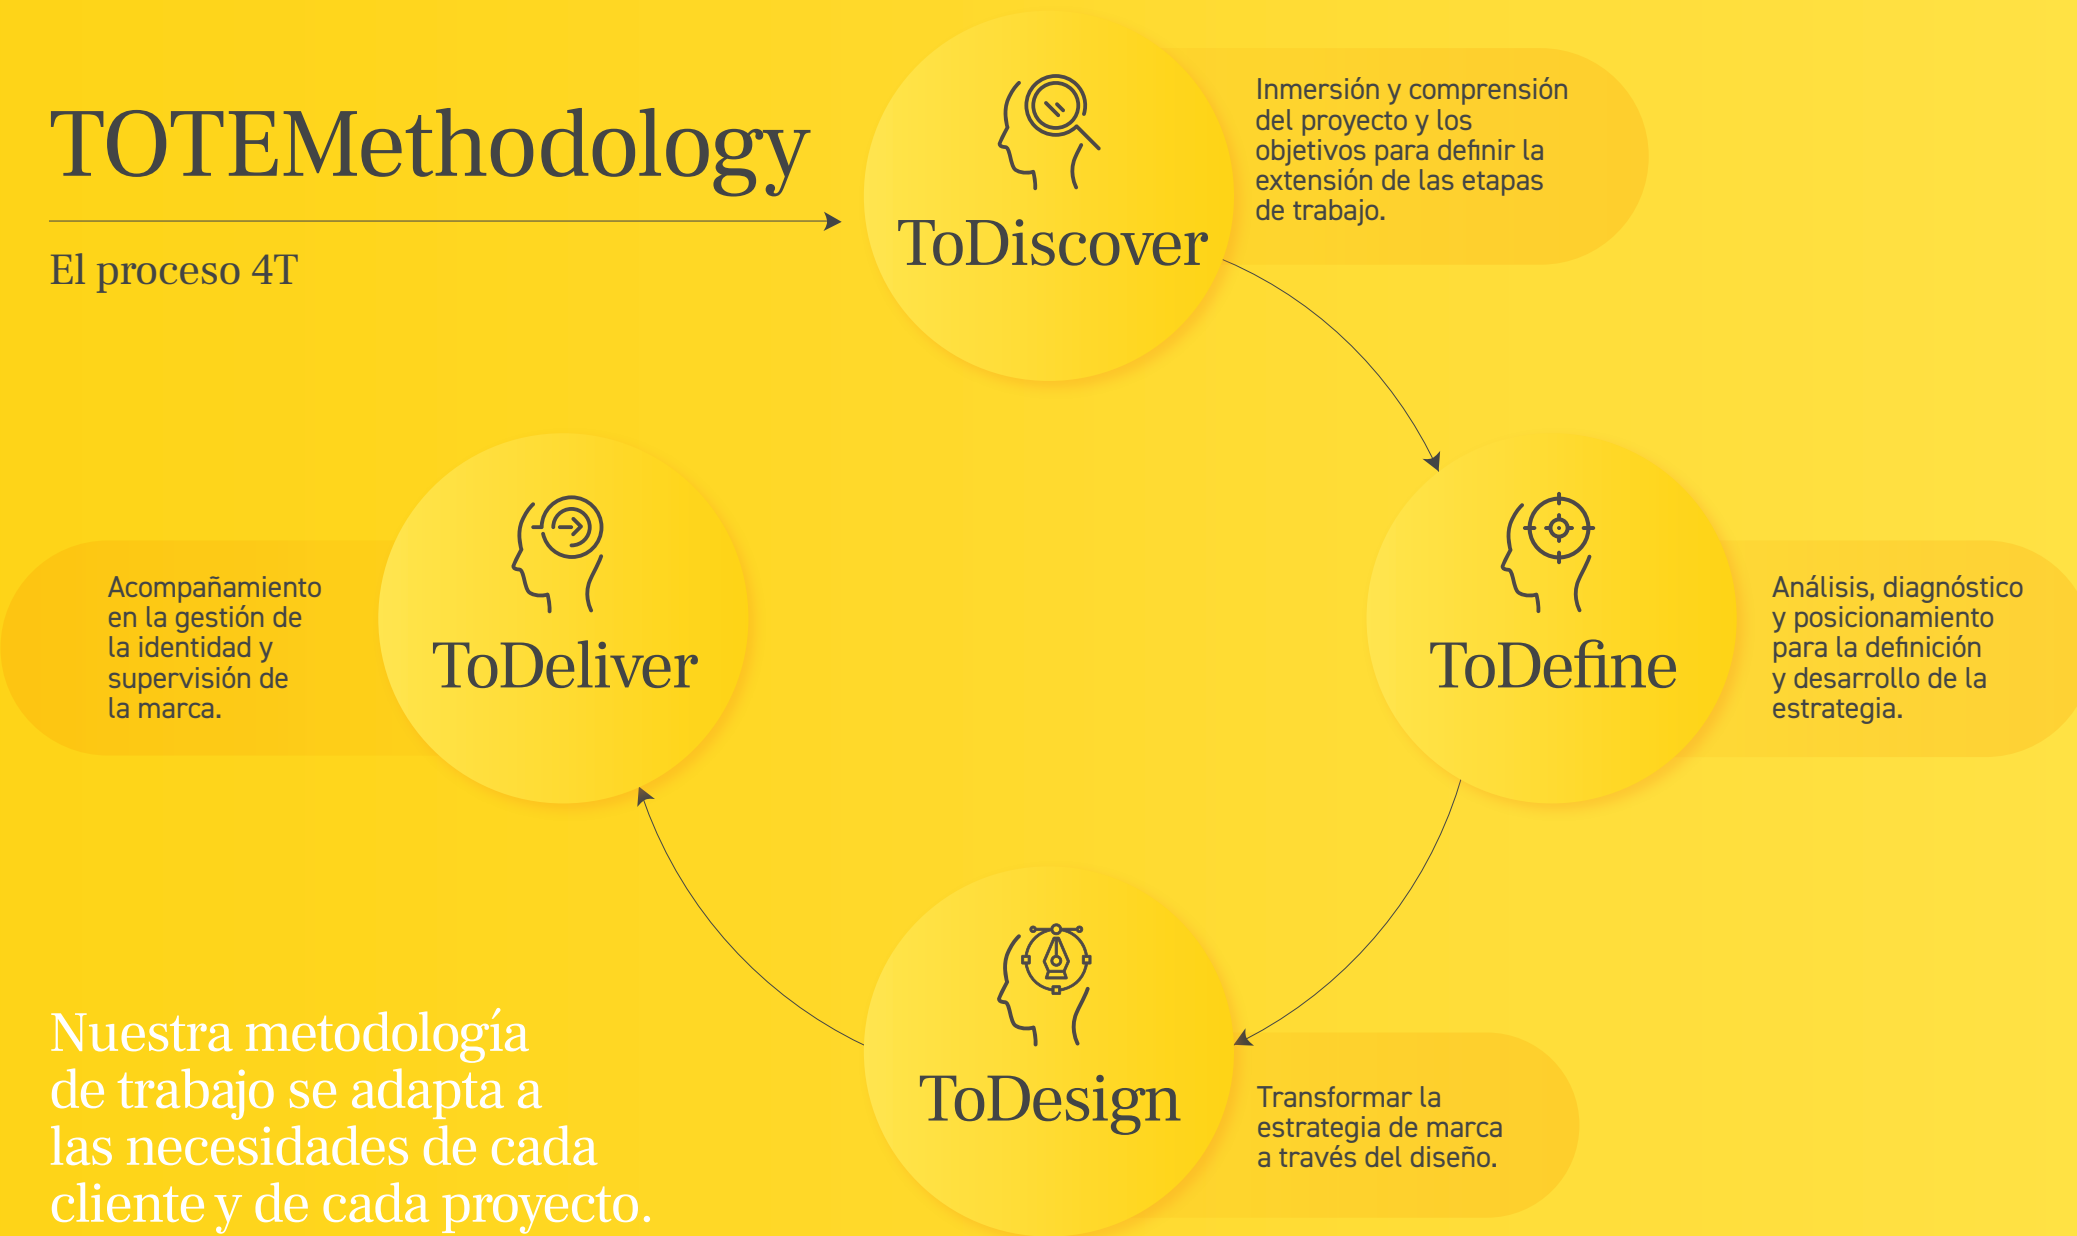 TOTEMethodology
El proceso 4T
ToDiscover
Inmersión y comprensión
del proyecto y los
objetivos para definir la
extensión de las etapas
de trabajo.
ToDefine
Análisis, diagnóstico
y posicionamiento
para la definición
y desarrollo de la
estrategia.
ToDesign
Transformar la
estrategia de marca
a través del diseño.
ToDeliver
Acompañamiento
en la gestión de
la identidad y
supervisión de
la marca.
Nuestra metodología
de trabajo se adapta a
las necesidades de cada
cliente y de cada proyecto.